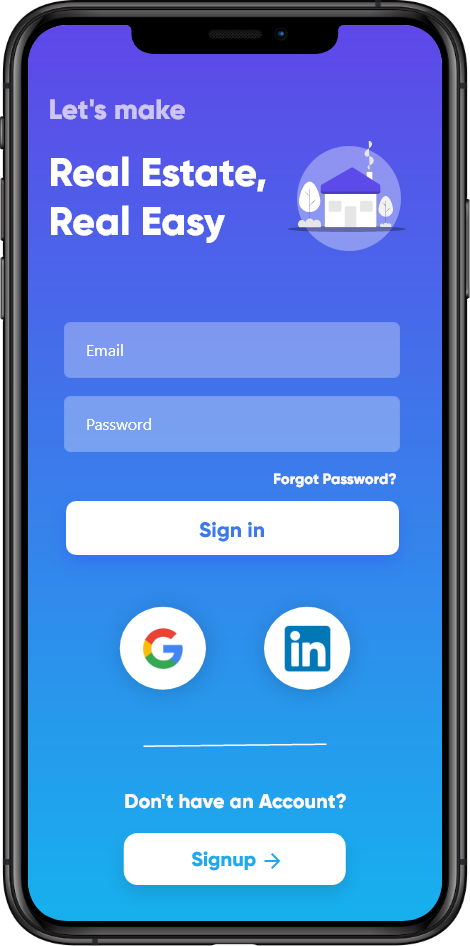 Let's make
Real Estate,
Real Easy
Email
Password
Forgot Password?
Sign in
G
in
Don't have an Account?
Signup →